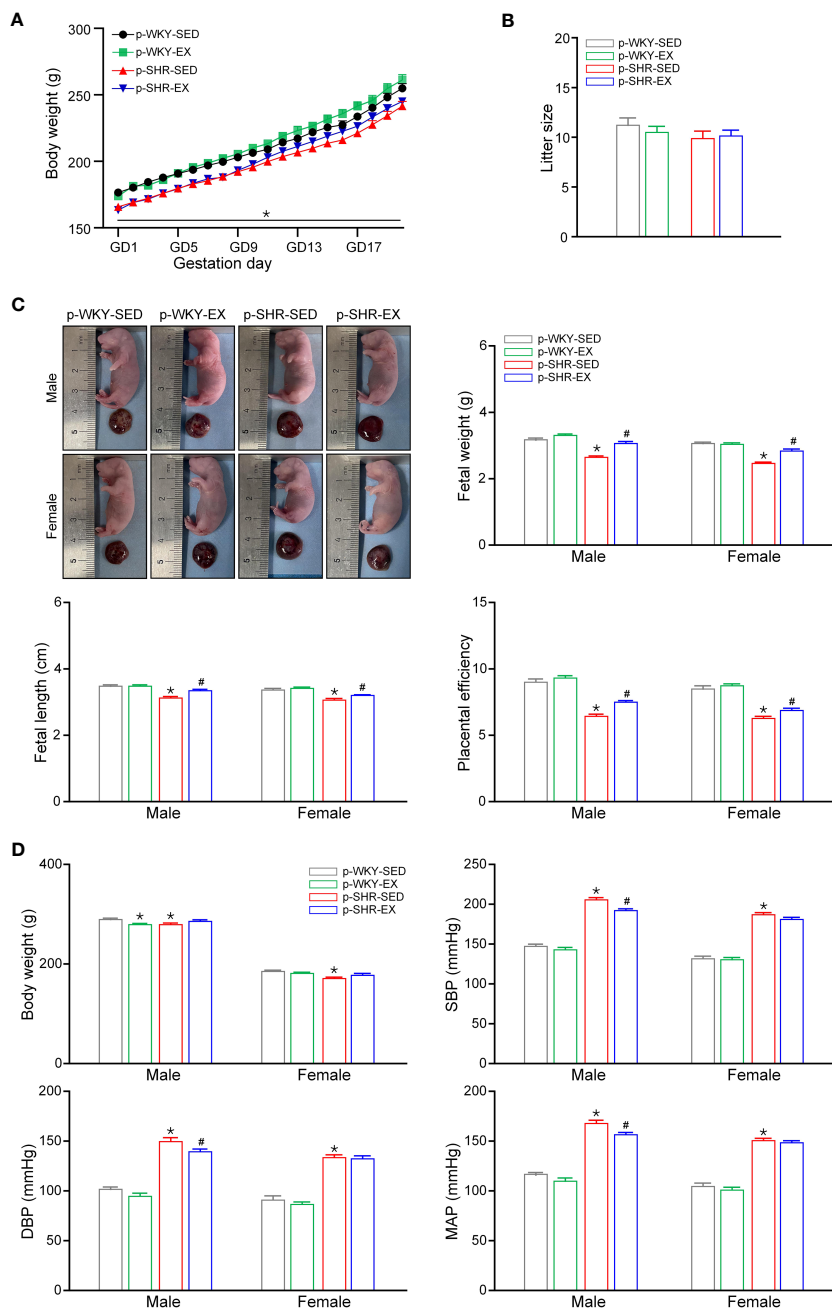 A
Body weight (g)
300
250
200
150
p-WKY-SED
p-WKY-EX
p-SHR-SED
p-SHR-EX
*
GD1 GD5 GD9 GD13 GD17
Gestation day
B
Litter size
20
15
10
5
0
p-WKY-SED
p-WKY-EX
p-SHR-SED
p-SHR-EX
C
p-WKY-SED p-WKY-EX p-SHR-SED p-SHR-EX
Male
Female
Fetal weight (g)
6
4
2
0
p-WKY-SED
p-WKY-EX
p-SHR-SED
p-SHR-EX
* # * #
Male Female
Fetal length (cm)
6
4
2
0
* # * #
Male Female
Placental efficiency
15
10
5
0
* # * #
Male Female
D
Body weight (g)
400
200
0
p-WKY-SED
p-WKY-EX
p-SHR-SED
p-SHR-EX
* * *
Male Female
SBP (mmHg)
250
200
150
100
50
0
* # *
Male Female
DBP (mmHg)
200
150
100
50
0
* # *
Male Female
MAP (mmHg)
200
150
100
50
0
* # *
Male Female